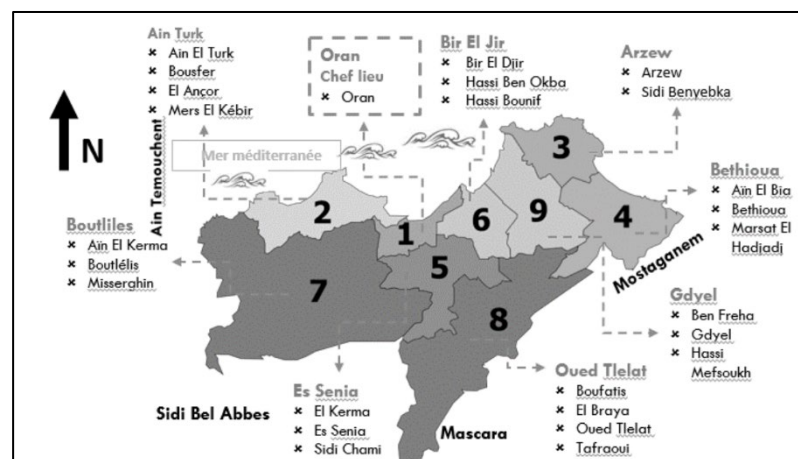 Ain Turk
× Ain El Turk
× Bousfer
× El Ançor
× Mers El Kébir
Oran
Chef lieu
× Oran
Bir El Jir
× Bir El Djir
× Hassi Ben Okba
× Hassi Bounif
Arzew
× Arzew
× Sidi Benyebka
N
Ain Temouchent
Mer méditerranée
3
Bethioua
× Aïn El Bia
× Bethioua
× Marsat El
Hadjadj
2
1
6
9
4
Boutliles
× Aïn El Kerma
× Boutlélis
× Misserghin
5
7
8
Mostaganem
Gdyel
× Ben Freha
× Gdyel
× Hassi
Mefsoukh
Es Senia
× El Kerma
× Es Senia
× Sidi Chami
Oued Tlelat
× Boufatis
× El Braya
× Oued Tlelat
× Tafraoui
Sidi Bel Abbes
Mascara